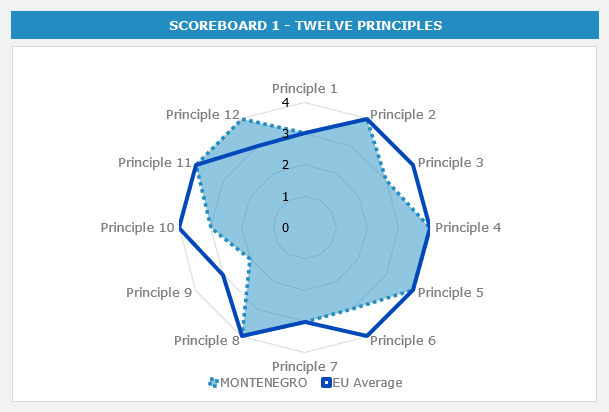 SCOREBOARD 1 - TWELVE PRINCIPLES
Principle 1
4
Principle 12
Principle 2
3
Principle 11
Principle 3
2
1
Principle 10
0
Principle 4
Principle 9
Principle 5
Principle 8
Principle 6
Principle 7
MONTENEGRO EU Average